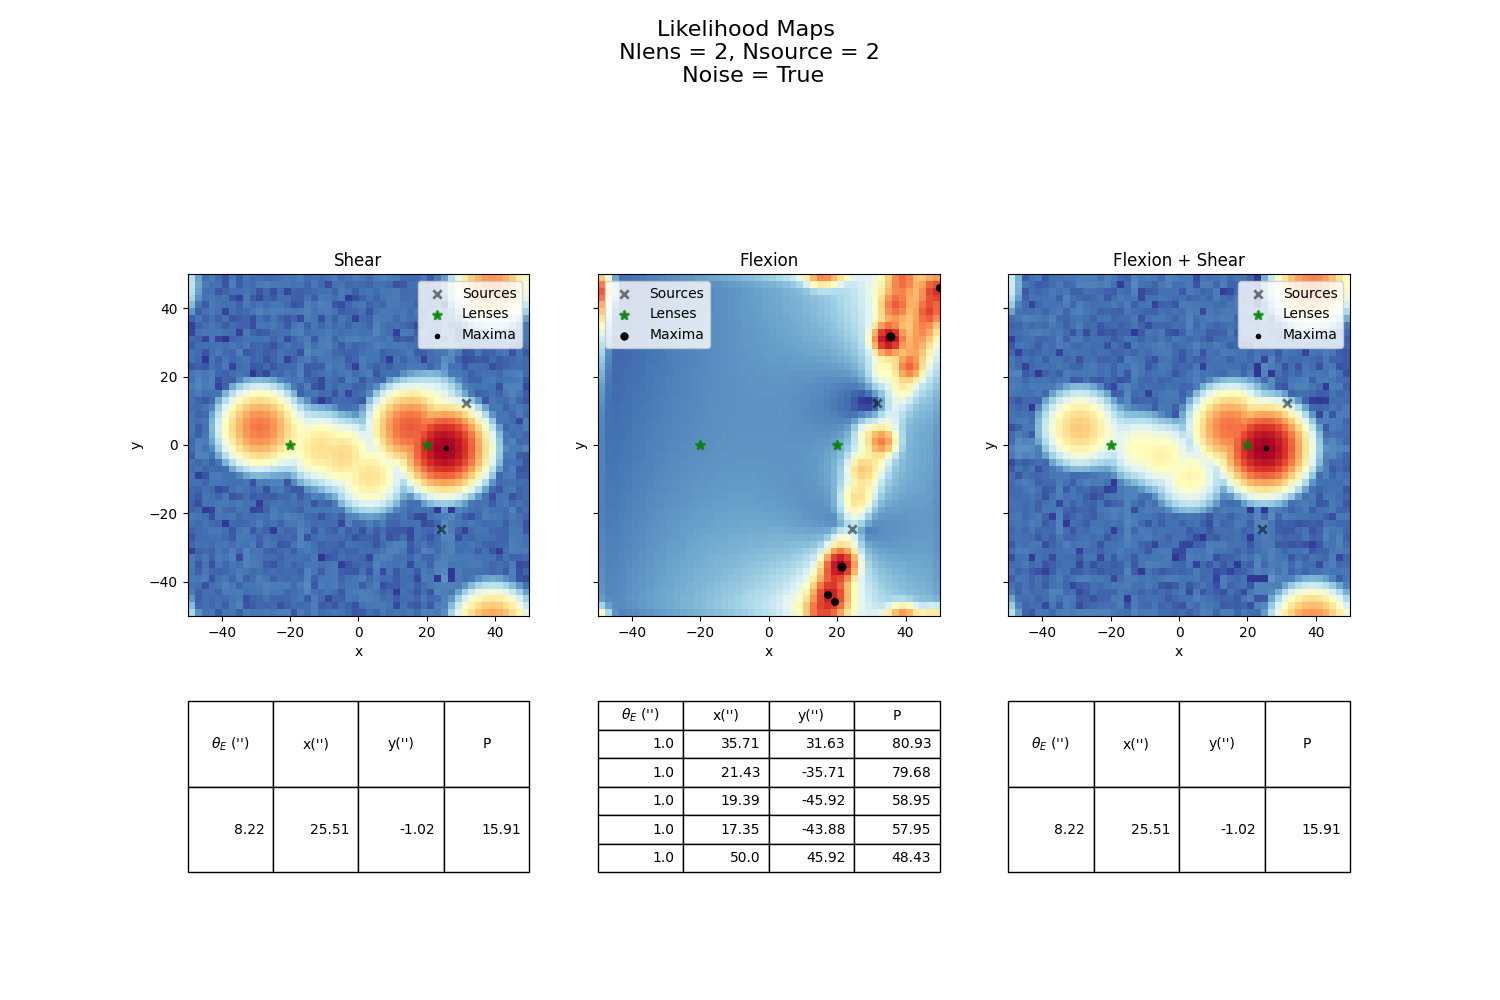 Likelihood Maps
Nlens = 2, Nsource = 2
Noise = True
Shear
Sources
Lenses
Maxima
40
20
0
−20
−40
y
−40 −20 0 20 40
x
Flexion
Sources
Lenses
Maxima
y
−40 −20 0 20 40
x
Flexion + Shear
Sources
Lenses
Maxima
y
−40 −20 0 20 40
x
θE ('') x('') y('') P
8.22 25.51 -1.02 15.91
θE ('') x('') y('') P
1.0 35.71 31.63 80.93
1.0 21.43 -35.71 79.68
1.0 19.39 -45.92 58.95
1.0 17.35 -43.88 57.95
1.0 50.0 45.92 48.43
θE ('') x('') y('') P
8.22 25.51 -1.02 15.91